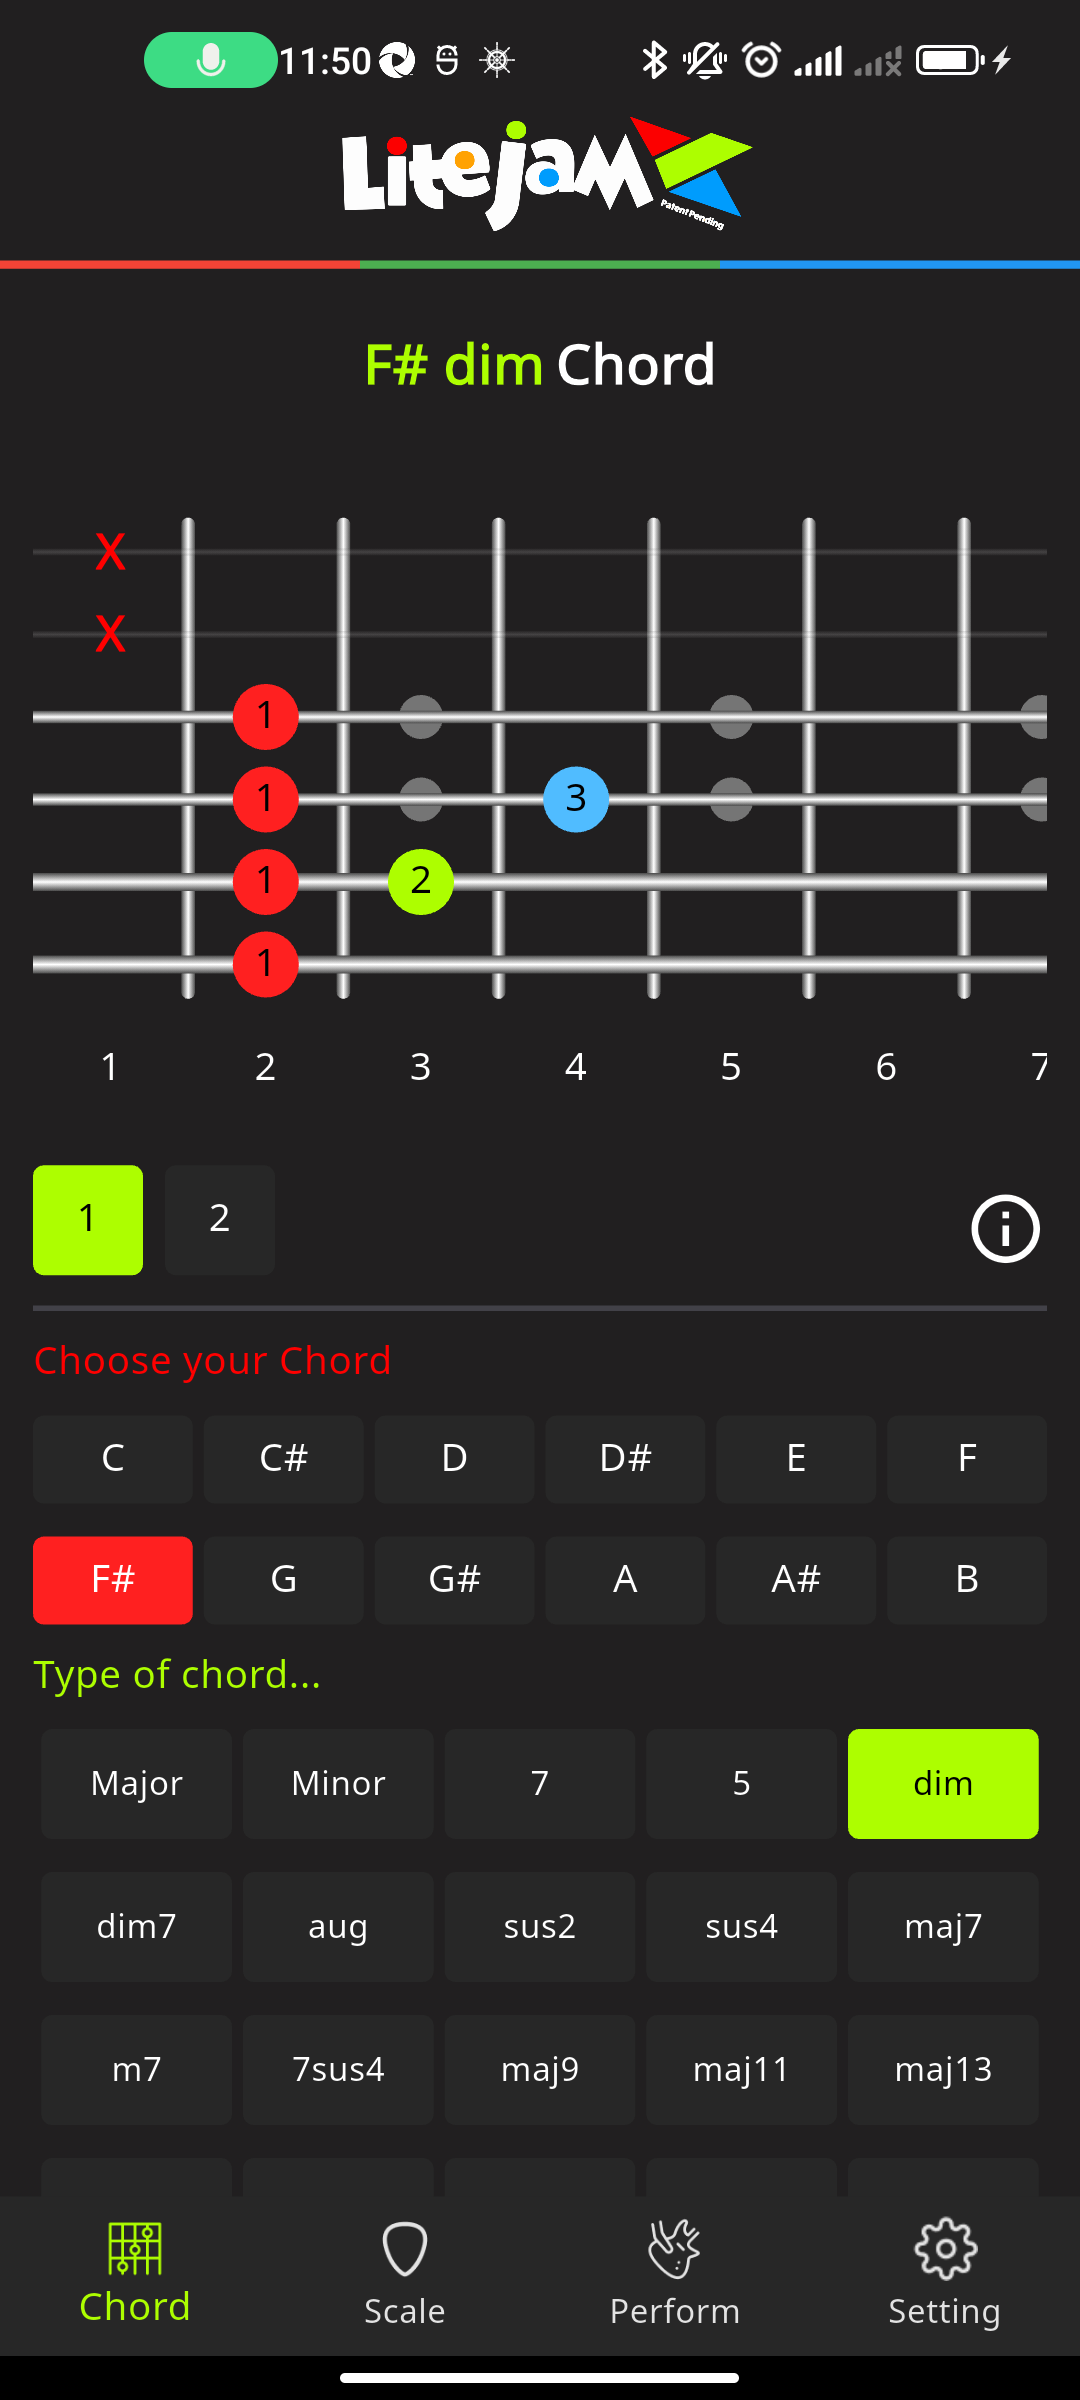 11:50
LiteJam
Patent Pending
F# dim Chord
X
X
1
1 3
1 2
1
1 2 3 4 5 6 7
1 2
Choose your Chord
C C# D D# E F
F# G G# A A# B
Type of chord...
Major Minor 7 5 dim
dim7 aug sus2 sus4 maj7
m7 7sus4 maj9 maj11 maj13
Chord Scale Perform Setting